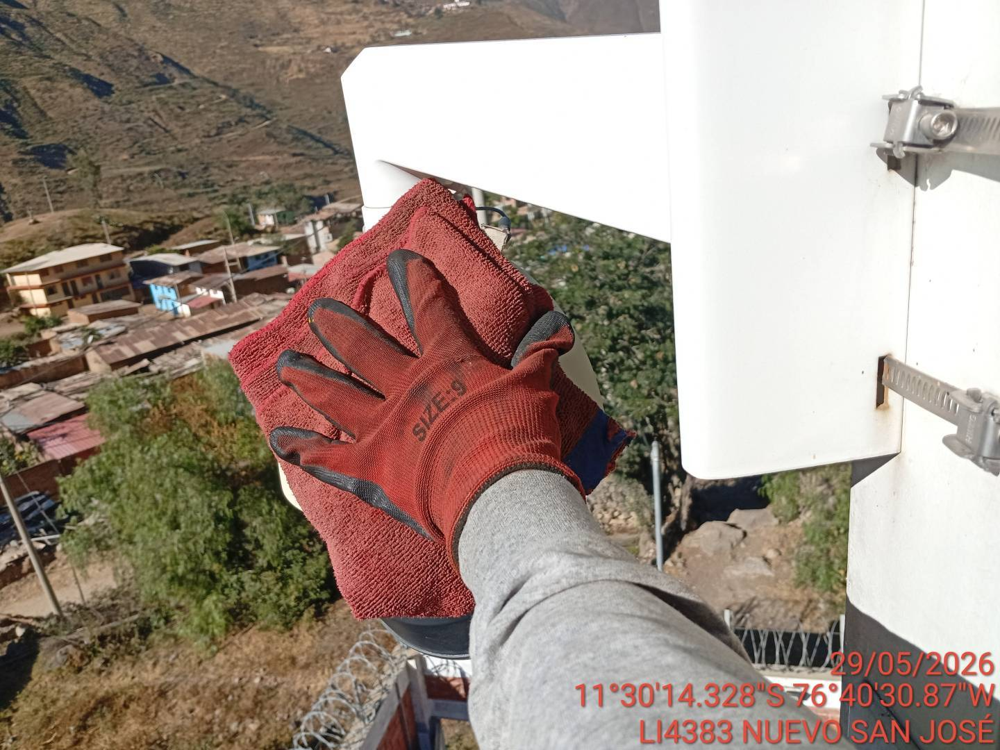 SIZE:9
29/05/2026
11°30'14.328"S 76°40'30.87"W
LI4383 NUEVO SAN JOSÉ